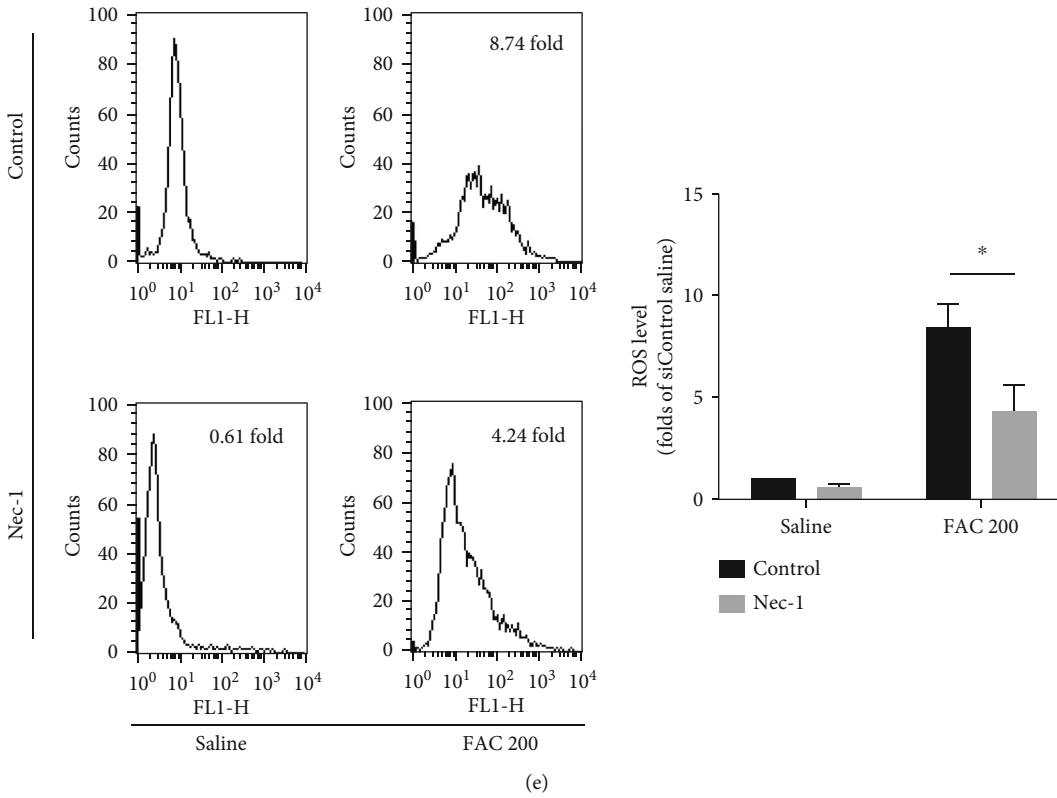 Control
100
80
60
40
20
0
Counts
10^0 10^1 10^2 10^3 10^4
FL1-H
100
80
60
40
20
0
Counts
8.74 fold
10^0 10^1 10^2 10^3 10^4
FL1-H
Nec-1
100
80
60
40
20
0
Counts
0.61 fold
10^0 10^1 10^2 10^3 10^4
FL1-H
Saline
100
80
60
40
20
0
Counts
4.24 fold
10^0 10^1 10^2 10^3 10^4
FL1-H
FAC 200
ROS level
(folds of siControl saline)
15
10
5
0
*
Saline FAC 200
Control
Nec-1
(e)